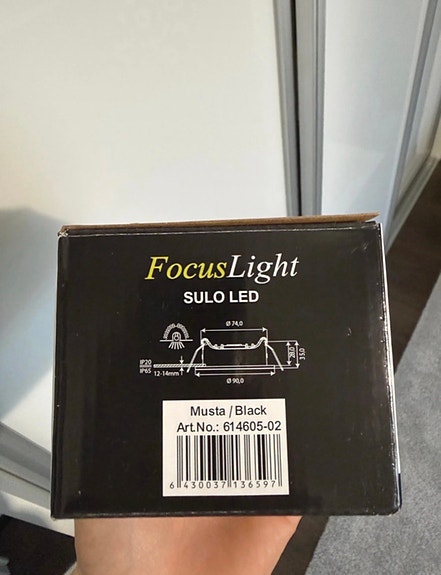 FocusLight
SULO LED
Ø 74,0
28,0
35,0
IP20
IP65
12-14mm
Ø 90,0
Musta / Black
Art.No.: 614605-02
6 430037 136597